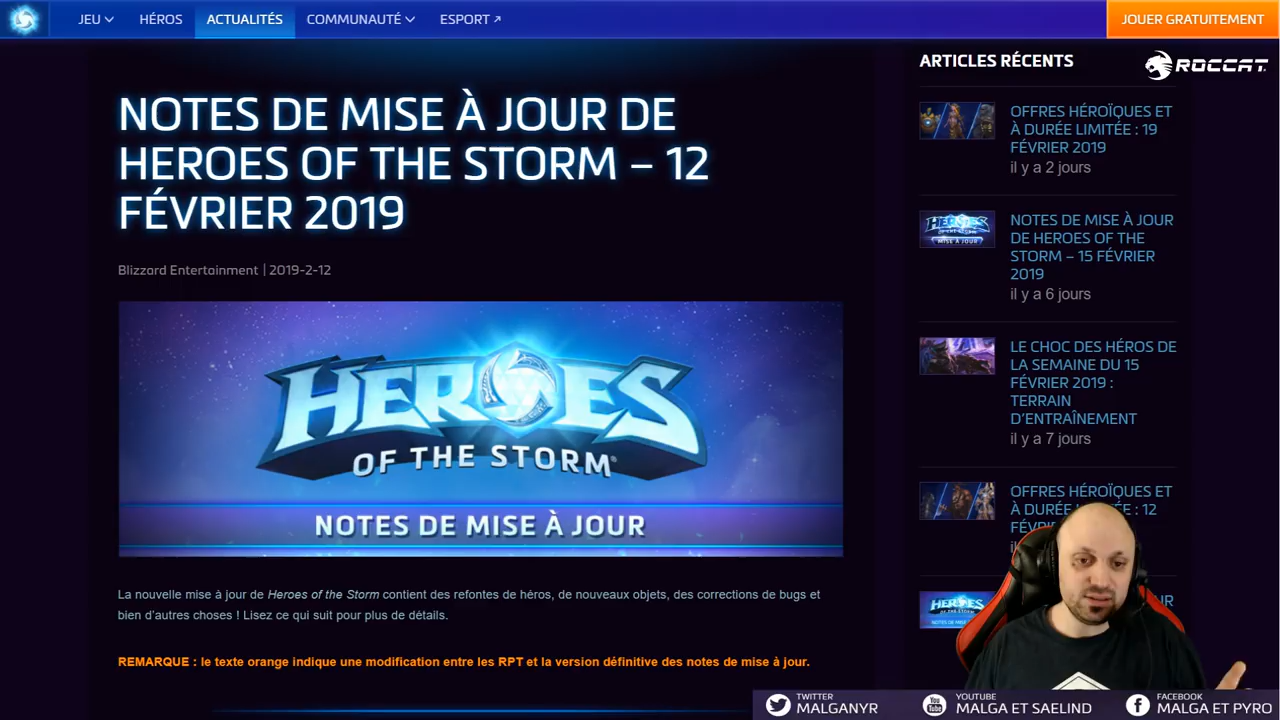 JEU
HÉROS
ACTUALITÉS
COMMUNAUTÉ
ESPORT
JOUER GRATUITEMENT
NOTES DE MISE À JOUR DE
HEROES OF THE STORM – 12
FÉVRIER 2019
Blizzard Entertainment | 2019-2-12
HEROES
OF THE STORM®
NOTES DE MISE À JOUR
La nouvelle mise à jour de Heroes of the Storm contient des refontes de héros, de nouveaux objets, des corrections de bugs et
bien d'autres choses ! Lisez ce qui suit pour plus de détails.
REMARQUE : le texte orange indique une modification entre les RPT et la version définitive des notes de mise à jour.
ARTICLES RÉCENTS
ROCCAT
OFFRES HÉROÏQUES ET
À DURÉE LIMITÉE : 19
FÉVRIER 2019
il y a 2 jours
HEROES
OF THE STORM
MISE À JOUR
NOTES DE MISE À JOUR
DE HEROES OF THE
STORM – 15 FÉVRIER
2019
il y a 6 jours
LE CHOC DES HÉROS DE
LA SEMAINE DU 15
FÉVRIER 2019 :
TERRAIN
D'ENTRAÎNEMENT
il y a 7 jours
OFFRES HÉROÏQUES ET
À DURÉE : 12
TWITTER
MALGANYR
YOUTUBE
MALGA ET SAELIND
FACEBOOK
MALGA ET PYRO